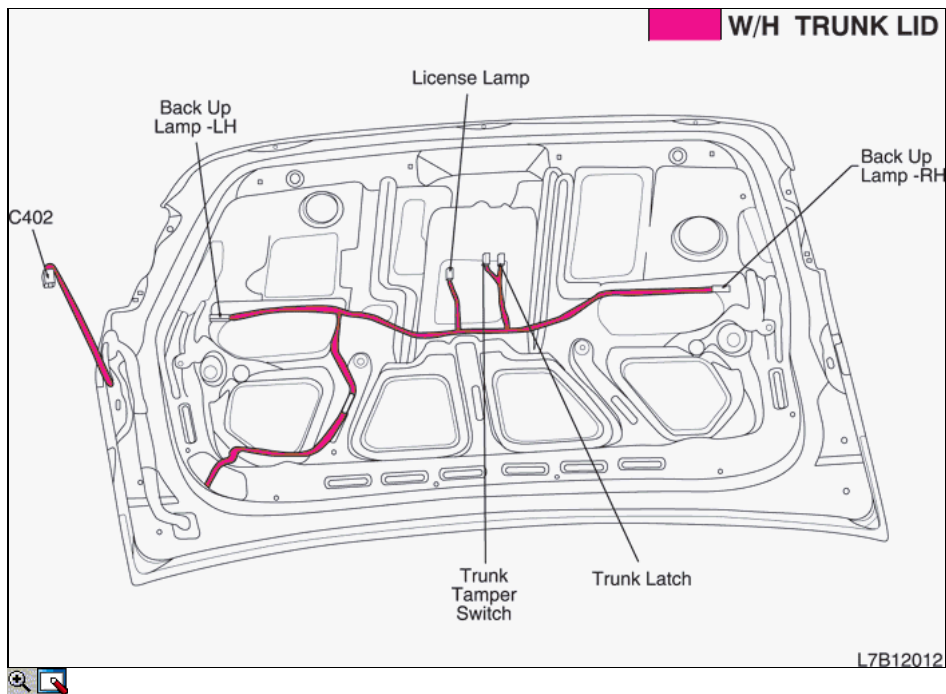 W/H TRUNK LID
License Lamp
Back Up
Lamp -LH
Back Up
Lamp -RH
C402
Trunk
Tamper
Switch
Trunk Latch
L7B12012